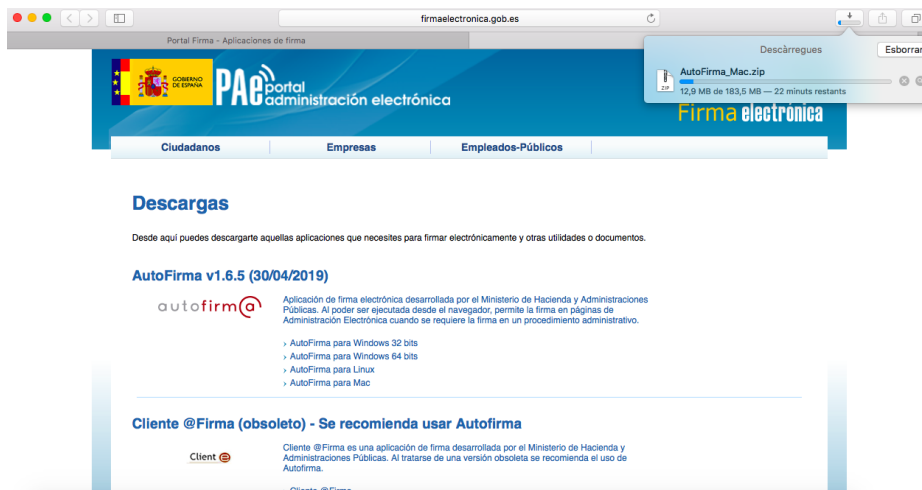 firmaelectronica.gob.es
Portal Firma - Aplicaciones de firma
Descàrregues
Esborrar
AutoFirma_Mac.zip
ZIP
12,9 MB de 183,5 MB — 22 minuts restants
GOBIERNO
DE ESPAÑA
PAe portal
administración electrónica
Firma electrónica
Ciudadanos
Empresas
Empleados-Públicos
Descargas
Desde aquí puedes descargarte aquellas aplicaciones que necesites para firmar electrónicamente y otras utilidades o documentos.
AutoFirma v1.6.5 (30/04/2019)
autofirm@
Aplicación de firma electrónica desarrollada por el Ministerio de Hacienda y Administraciones
Públicas. Al poder ser ejecutada desde el navegador, permite la firma en páginas de
Administración Electrónica cuando se requiere la firma en un procedimiento administrativo.
› AutoFirma para Windows 32 bits
› AutoFirma para Windows 64 bits
› AutoFirma para Linux
› AutoFirma para Mac
Cliente @Firma (obsoleto) - Se recomienda usar Autofirma
Client e
Cliente @Firma es una aplicación de firma desarrollada por el Ministerio de Hacienda y
Administraciones Públicas. Al tratarse de una versión obsoleta se recomienda el uso de
Autofirma.
Cliente @Firma